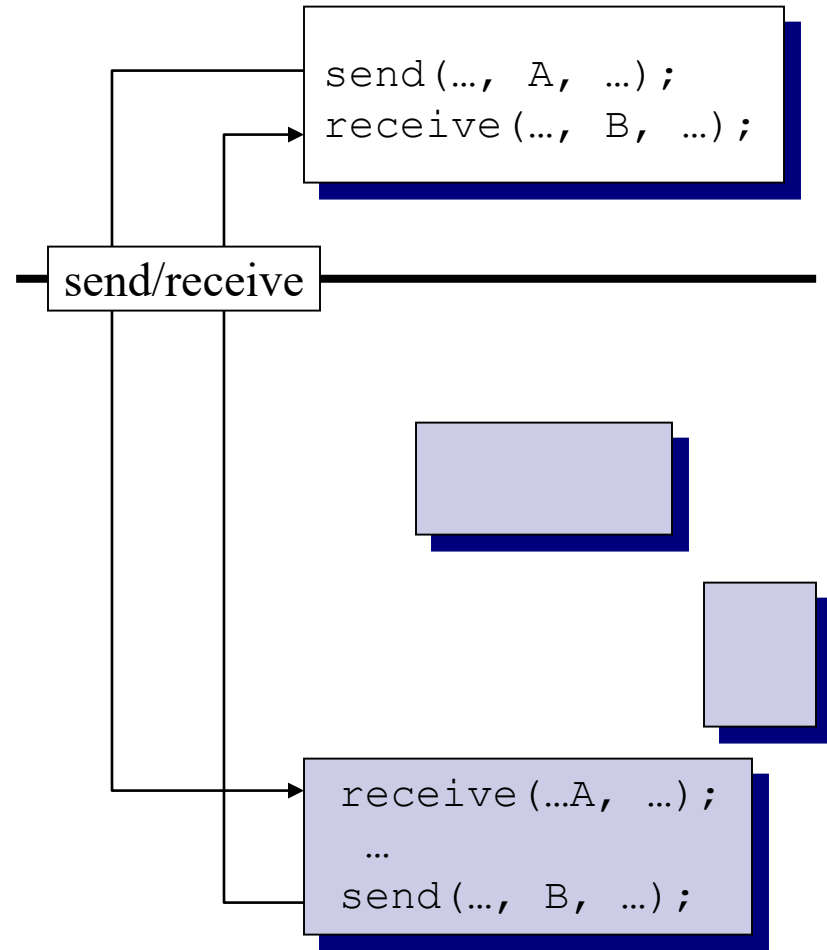 send(…, A, …);
receive(…, B, …);
send/receive
receive(…A, …);
…
send(…, B, …);